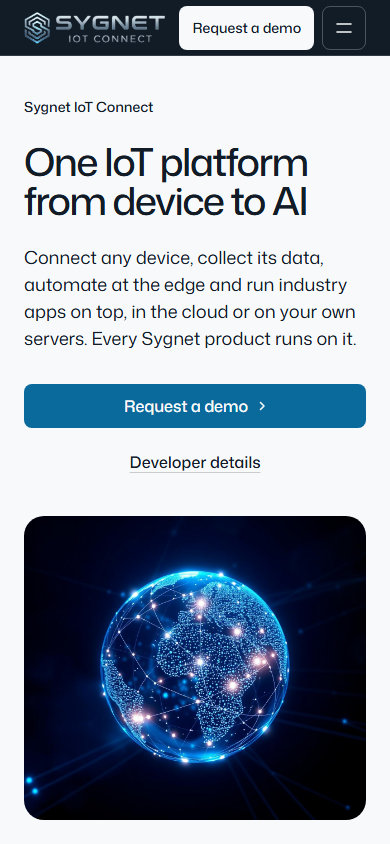 SYGNET
IOT CONNECT
Request a demo
Sygnet IoT Connect
One IoT platform
from device to AI
Connect any device, collect its data,
automate at the edge and run industry
apps on top, in the cloud or on your own
servers. Every Sygnet product runs on it.
Request a demo
Developer details